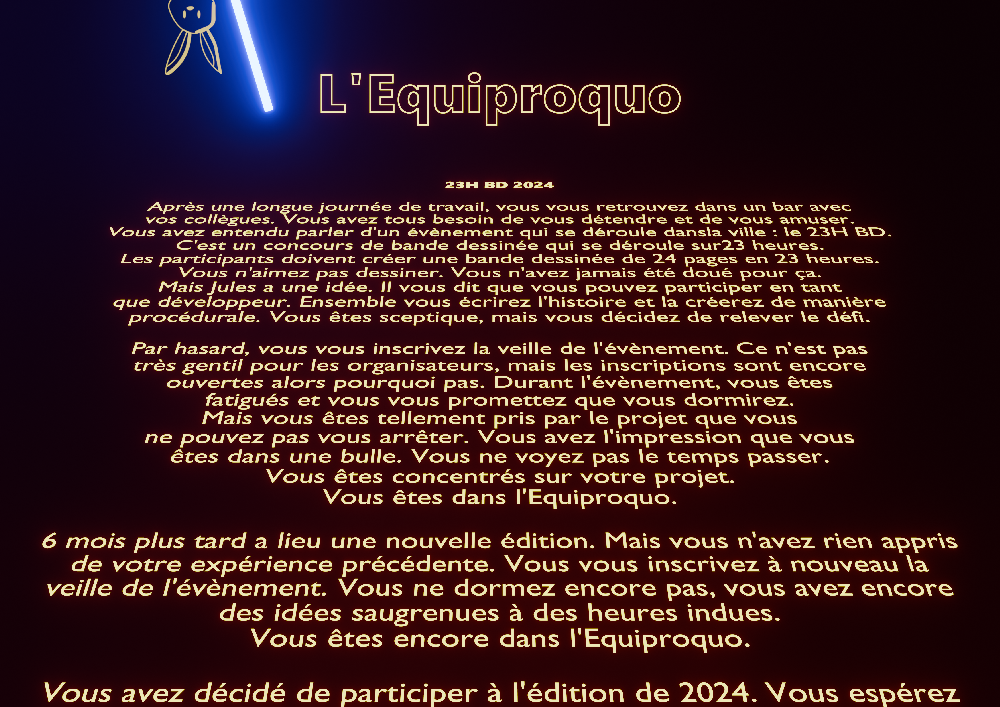 L'Equiproquo
23H BD 2024
Après une longue journée de travail, vous vous retrouvez dans un bar avec
vos collègues. Vous avez tous besoin de vous détendre et de vous amuser.
Vous avez entendu parler d'un évènement qui se déroule dansla ville : le 23H BD.
C'est un concours de bande dessinée qui se déroule sur23 heures.
Les participants doivent créer une bande dessinée de 24 pages en 23 heures.
Vous n'aimez pas dessiner. Vous n'avez jamais été doué pour ça.
Mais Jules a une idée. Il vous dit que vous pouvez participer en tant
que développeur. Ensemble vous écrirez l'histoire et la créerez de manière
procédurale. Vous êtes sceptique, mais vous décidez de relever le défi.
Par hasard, vous vous inscrivez la veille de l'évènement. Ce n'est pas
très gentil pour les organisateurs, mais les inscriptions sont encore
ouvertes alors pourquoi pas. Durant l'évènement, vous êtes
fatigués et vous vous promettez que vous dormirez.
Mais vous êtes tellement pris par le projet que vous
ne pouvez pas vous arrêter. Vous avez l'impression que vous
êtes dans une bulle. Vous ne voyez pas le temps passer.
Vous êtes concentrés sur votre projet.
Vous êtes dans l'Equiproquo.
6 mois plus tard a lieu une nouvelle édition. Mais vous n'avez rien appris
de votre expérience précédente. Vous vous inscrivez à nouveau la
veille de l'évènement. Vous ne dormez encore pas, vous avez encore
des idées saugrenues à des heures indues.
Vous êtes encore dans l'Equiproquo.
Vous avez décidé de participer à l'édition de 2024. Vous espérez